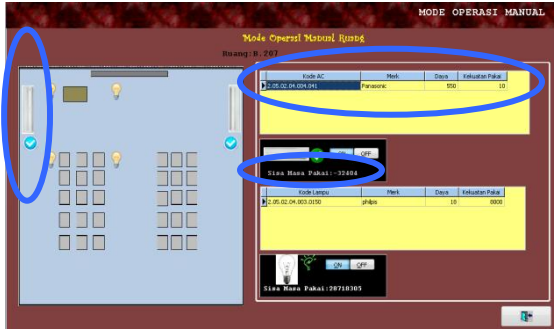 MODE OPERASI MANUAL
Mode Operasi Manual Ruang
Ruang:B.207
Kode AC Merk Daya Kekuatan Pakai
2.05.02.04.004.041 Panasonic 550 10
ON OFF
Sisa Masa Pakai:-32404
Kode Lampu Merk Daya Kekuatan Pakai
2.05.02.04.003.0150 philips 10 8000
ON OFF
Sisa Masa Pakai:28718305